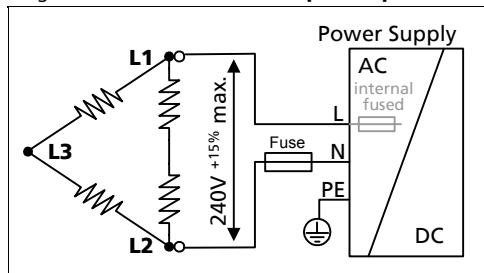 Power Supply
L1
AC
internal
fused
L
240V +15% max.
Fuse
L3
N
PE
L2
DC